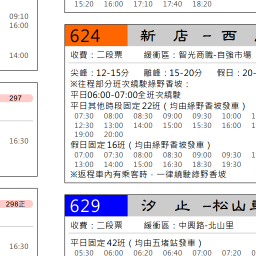 15:20 16:10 17:10 17:40 18:20
09:10
16:00
14:00
297
16:30
298正
16:30
624 新 店 -西
收費：二段票 緩衝區：智光商職-自強市場
尖峰：12-15分 離峰：15-20分 假日：20-
※往程部分班次繞駛綠野香坡：
平日06:00-07:00全班次繞駛
平日其他時段固定22班（均由綠野香坡發車）
07:30 08:00 08:30 09:00 09:30 10:00
12:30 13:00 14:00 15:00 15:30 16:00
19:00 20:00
假日固定16班（均由綠野香坡發車）
07:00 07:30 08:00 08:30 09:00 09:30
13:00 14:00 15:00 16:30 18:30 19:30
※返程車內有乘客時，一律繞駛綠野香坡
629 汐 止 -松山車
收費：二段票 緩衝區：中興路-北山里
平日固定42班（均由五堵站發車）
05:30 06:00 06:20 06:40 07:00 07:20